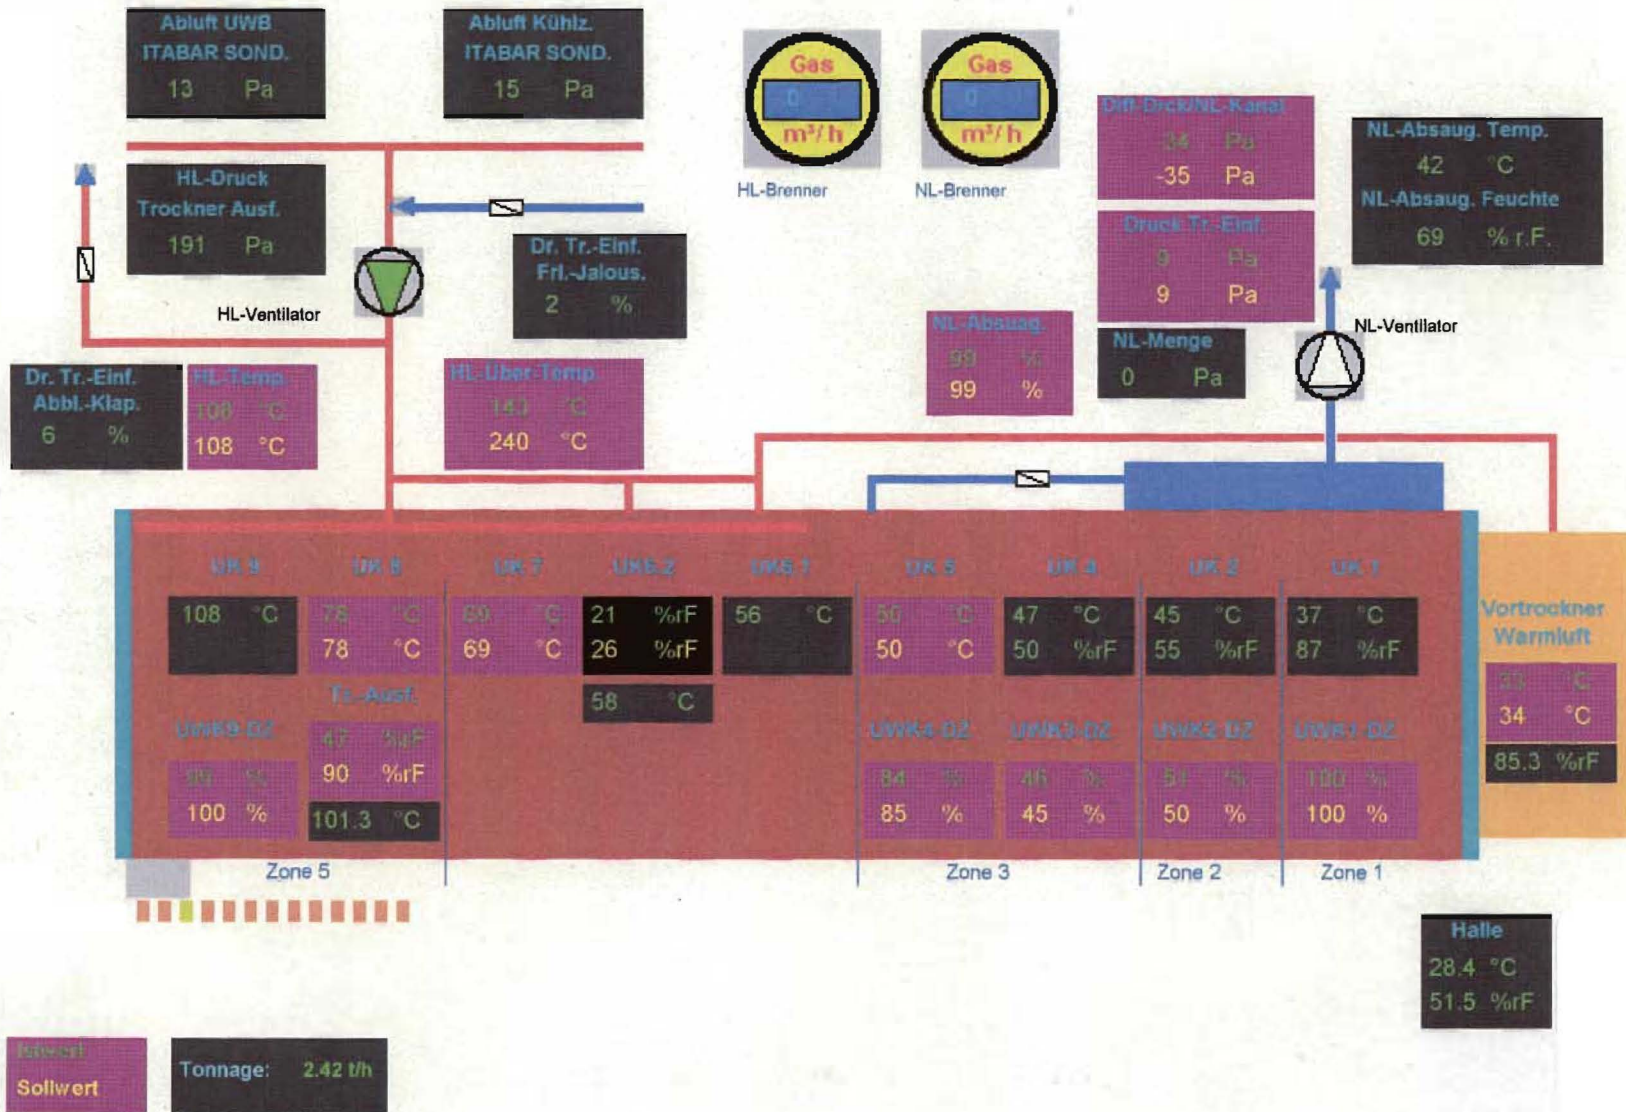 Abluft UWB
ITABAR SOND.
13 Pa
Abluft Kühlz.
ITABAR SOND.
15 Pa
Gas
0
m³/h
HL-Brenner
Gas
0
m³/h
NL-Brenner
Diff-Drck/NL-Kanal
-34 Pa
-35 Pa
NL-Absaug. Temp.
42 °C
NL-Absaug. Feuchte
69 % r.F.
HL-Druck
Trockner Ausf.
191 Pa
HL-Ventilator
Dr. Tr.-Einf.
Frl.-Jalous.
2 %
Druck Tr.-Einf.
9 Pa
9 Pa
NL-Absuag.
99 %
99 %
NL-Menge
0 Pa
NL-Ventilator
Dr. Tr.-Einf.
Abbl.-Klap.
6 %
HL-Temp.
108 °C
108 °C
HL-Über-Temp.
143 °C
240 °C
UK 9
108 °C
UK 8
78 °C
78 °C
UK 7
69 °C
69 °C
UK6.2
21 %rF
26 %rF
58 °C
UK6.1
56 °C
UK 5
50 °C
50 °C
UK 4
47 °C
50 %rF
UK 2
45 °C
55 %rF
UK 1
37 °C
87 %rF
Vortrockner
Warmluft
33 °C
34 °C
85.3 %rF
UWK9-DZ
99 %
100 %
Tr.-Ausf.
47 %rF
90 %rF
101.3 °C
UWK4-DZ
84 %
85 %
UWK3-DZ
46 %
45 %
UWK2-DZ
51 %
50 %
UWK1-DZ
100 %
100 %
Zone 5
Zone 3
Zone 2
Zone 1
Halle
28.4 °C
51.5 %rF
Istwert
Sollwert
Tonnage: 2.42 t/h